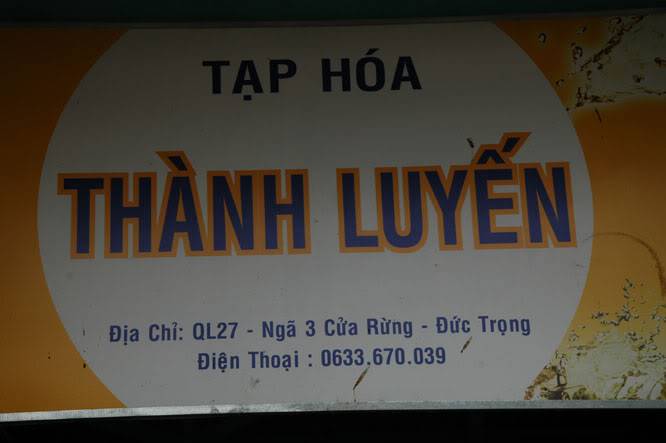 TẠP HÓA
THÀNH LUYẾN
Địa Chỉ: QL27 - Ngã 3 Cửa Rừng - Đức Trọng
Điện Thoại : 0633.670.039